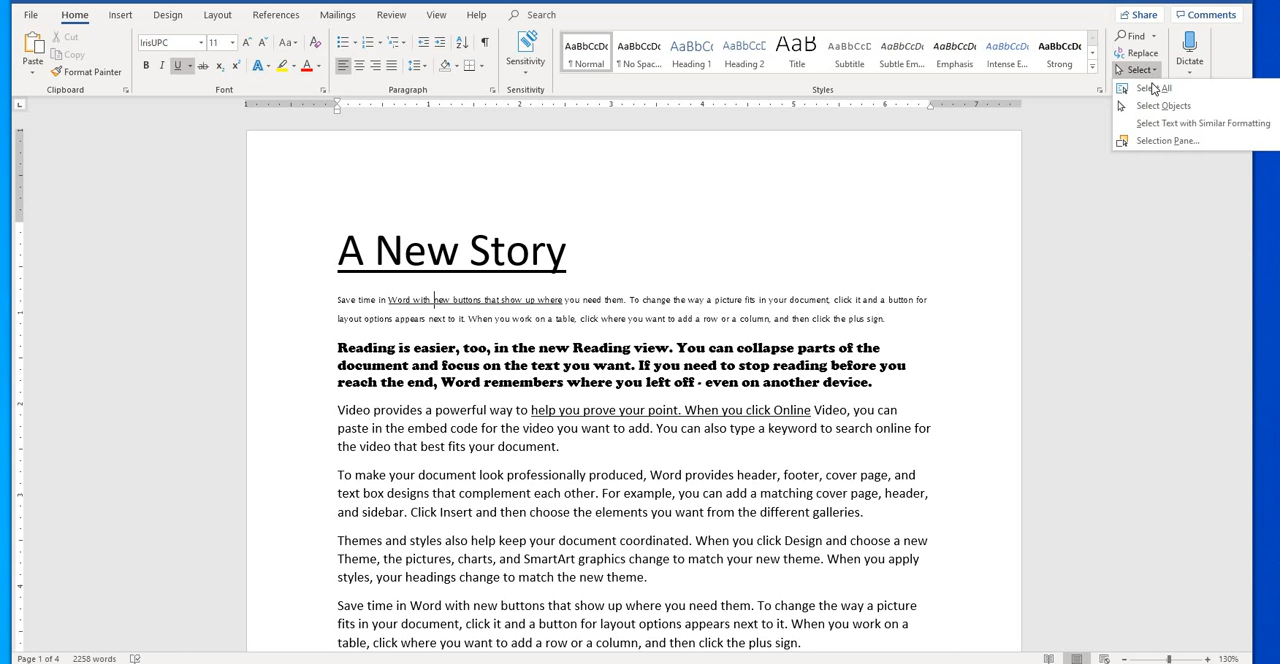 File Home Insert Design Layout References Mailings Review View Help Search Share Comments
Paste Cut Copy Format Painter Clipboard
IrisUPC 11 A A Aa A B I U ab x₂ x² A A Font
Paragraph
Sensitivity Sensitivity
AaBbCcDc ¶ Normal
AaBbCcDc ¶ No Spac...
AaBbCc Heading 1
AaBbCcD Heading 2
AaB Title
AaBbCcD Subtitle
AaBbCcDc Subtle Em...
AaBbCcDc Emphasis
AaBbCcDc Intense E...
AaBbCcDc Strong
Styles
Find
Replace
Select
Dictate
Select All
Select Objects
Select Text with Similar Formatting
Selection Pane...
1 1 2 3 4 5 6 7
A New Story
Save time in Word with new buttons that show up where you need them. To change the way a picture fits in your document, click it and a button for
layout options appears next to it. When you work on a table, click where you want to add a row or a column, and then click the plus sign.
Reading is easier, too, in the new Reading view. You can collapse parts of the
document and focus on the text you want. If you need to stop reading before you
reach the end, Word remembers where you left off - even on another device.
Video provides a powerful way to help you prove your point. When you click Online Video, you can
paste in the embed code for the video you want to add. You can also type a keyword to search online for
the video that best fits your document.
To make your document look professionally produced, Word provides header, footer, cover page, and
text box designs that complement each other. For example, you can add a matching cover page, header,
and sidebar. Click Insert and then choose the elements you want from the different galleries.
Themes and styles also help keep your document coordinated. When you click Design and choose a new
Theme, the pictures, charts, and SmartArt graphics change to match your new theme. When you apply
styles, your headings change to match the new theme.
Save time in Word with new buttons that show up where you need them. To change the way a picture
fits in your document, click it and a button for layout options appears next to it. When you work on a
table, click where you want to add a row or a column, and then click the plus sign.
Page 1 of 4 2258 words 130%